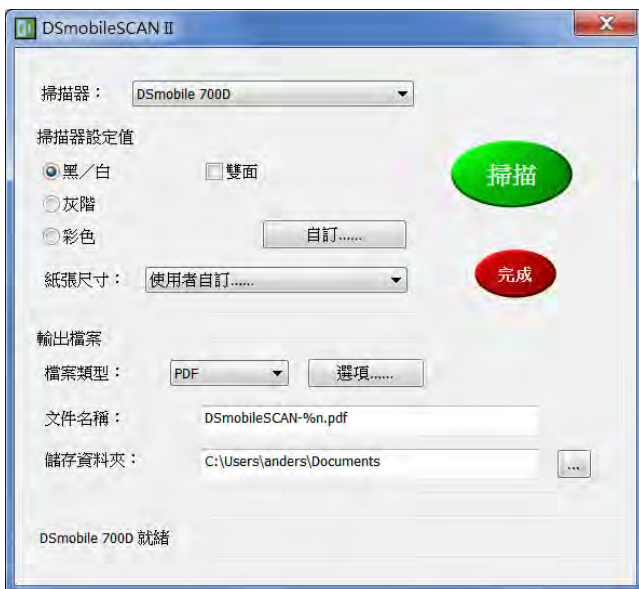 DSmobileSCAN II
掃描器： DSmobile 700D
掃描器設定值
黑／白 雙面
掃描
灰階
彩色 自訂......
紙張尺寸： 使用者自訂......
完成
輸出檔案
檔案類型： PDF 選項......
文件名稱： DSmobileSCAN-%n.pdf
儲存資料夾： C:\Users\anders\Documents ...
DSmobile 700D 就緒